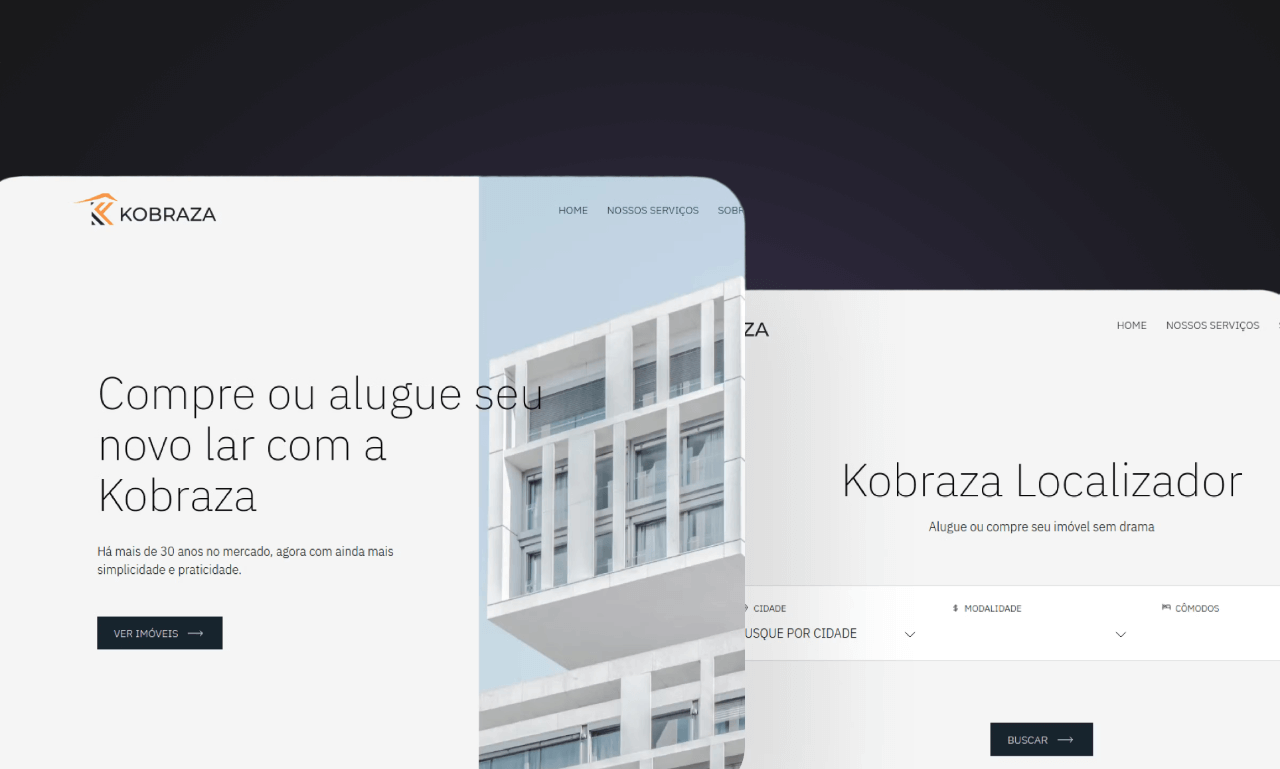 KOBRAZA
HOME NOSSOS SERVIÇOS
Compre ou alugue seu
novo lar com a
Kobraza
Há mais de 30 anos no mercado, agora com ainda mais
simplicidade e praticidade.
VER IMÓVEIS
ZA
HOME NOSSOS SERVIÇOS
Kobraza Localizador
Alugue ou compre seu imóvel sem drama
CIDADE
USQUE POR CIDADE
$ MODALIDADE
CÔMODOS
BUSCAR